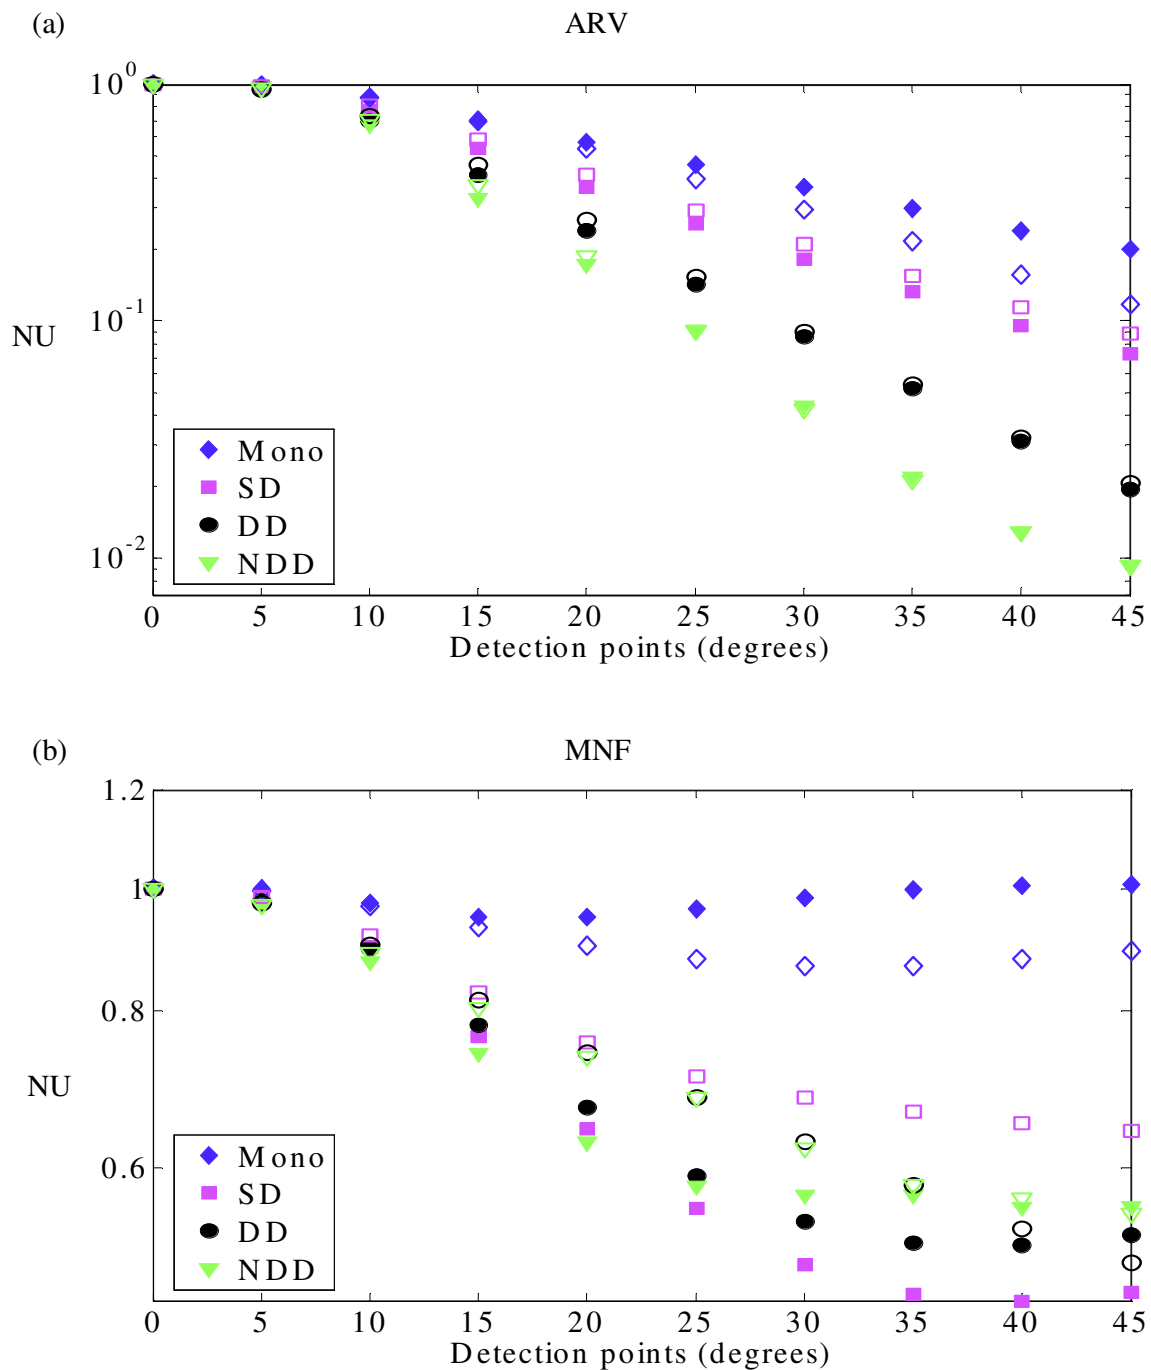 (a)
ARV
10^0
10^-1
NU
10^-2
Mono
SD
DD
NDD
0 5 10 15 20 25 30 35 40 45
Detection points (degrees)
(b)
MNF
1.2
1
0.8
NU
0.6
Mono
SD
DD
NDD
0 5 10 15 20 25 30 35 40 45
Detection points (degrees)